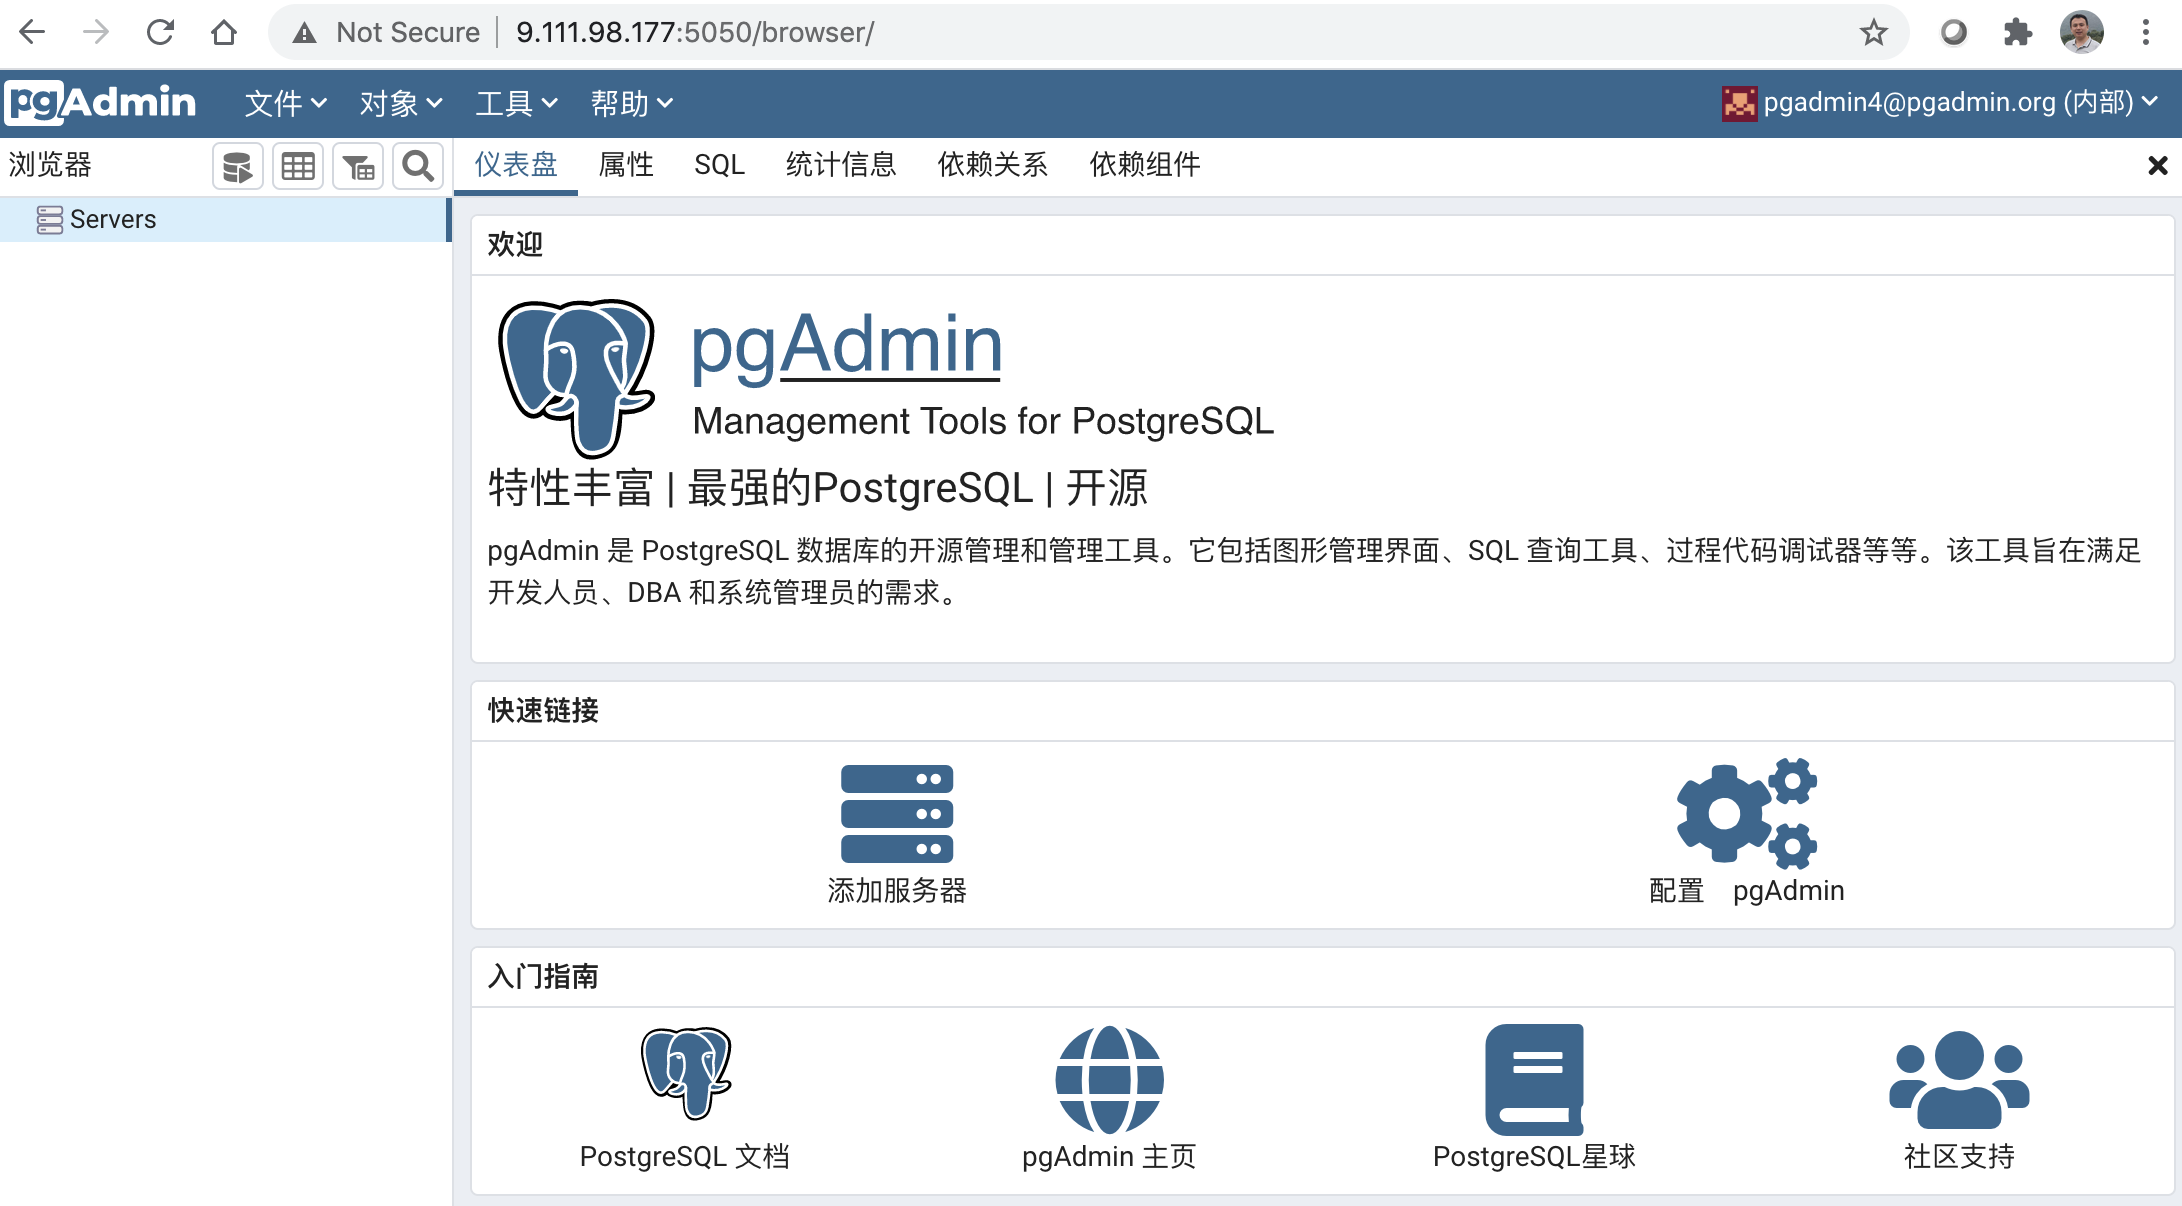 Not Secure | 9.111.98.177:5050/browser/
pgAdmin 文件 对象 工具 帮助 pgadmin4@pgadmin.org (内部)
浏览器 仪表盘 属性 SQL 统计信息 依赖关系 依赖组件
Servers
欢迎
pgAdmin
Management Tools for PostgreSQL
特性丰富 | 最强的PostgreSQL | 开源
pgAdmin 是 PostgreSQL 数据库的开源管理和管理工具。它包括图形管理界面、SQL 查询工具、过程代码调试器等等。该工具旨在满足
开发人员、DBA 和系统管理员的需求。
快速链接
添加服务器 配置 pgAdmin
入门指南
PostgreSQL 文档 pgAdmin 主页 PostgreSQL星球 社区支持